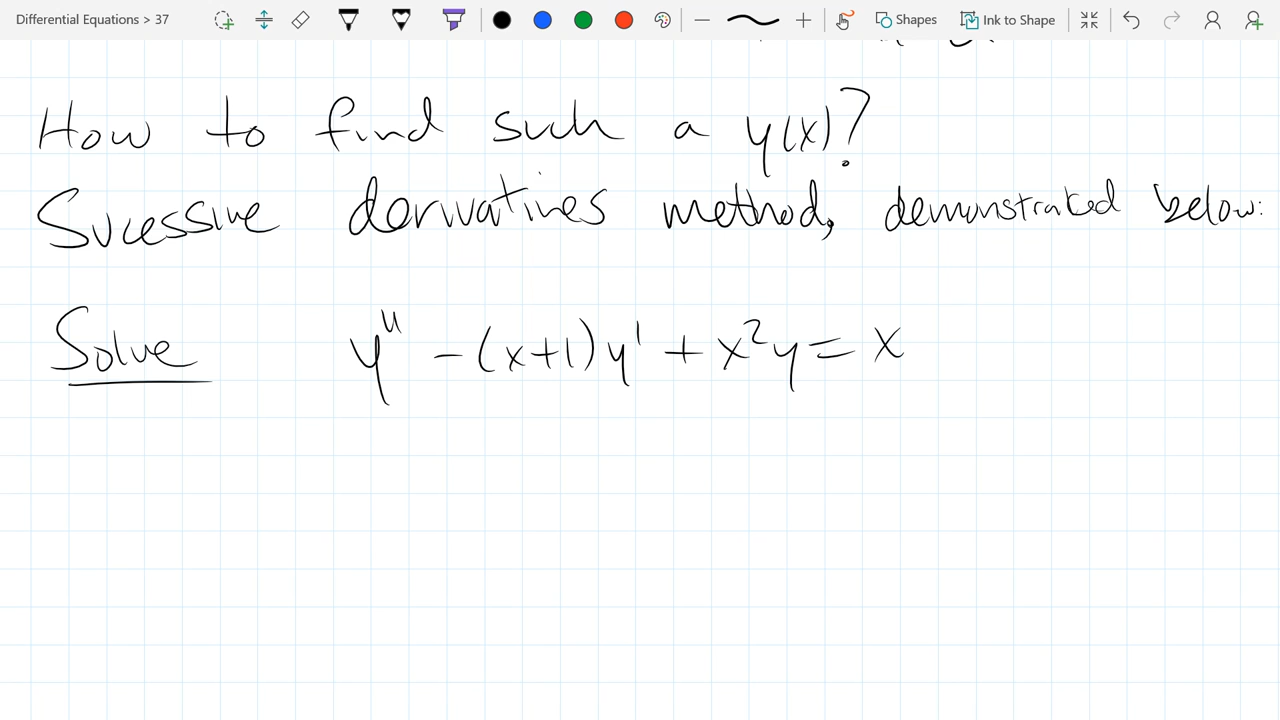 Differential Equations > 37
Shapes
Ink to Shape
How to find such a y(x)?
Sucessive derivatives method, demonstrated below:
Solve y" - (x+1)y' + x²y = x